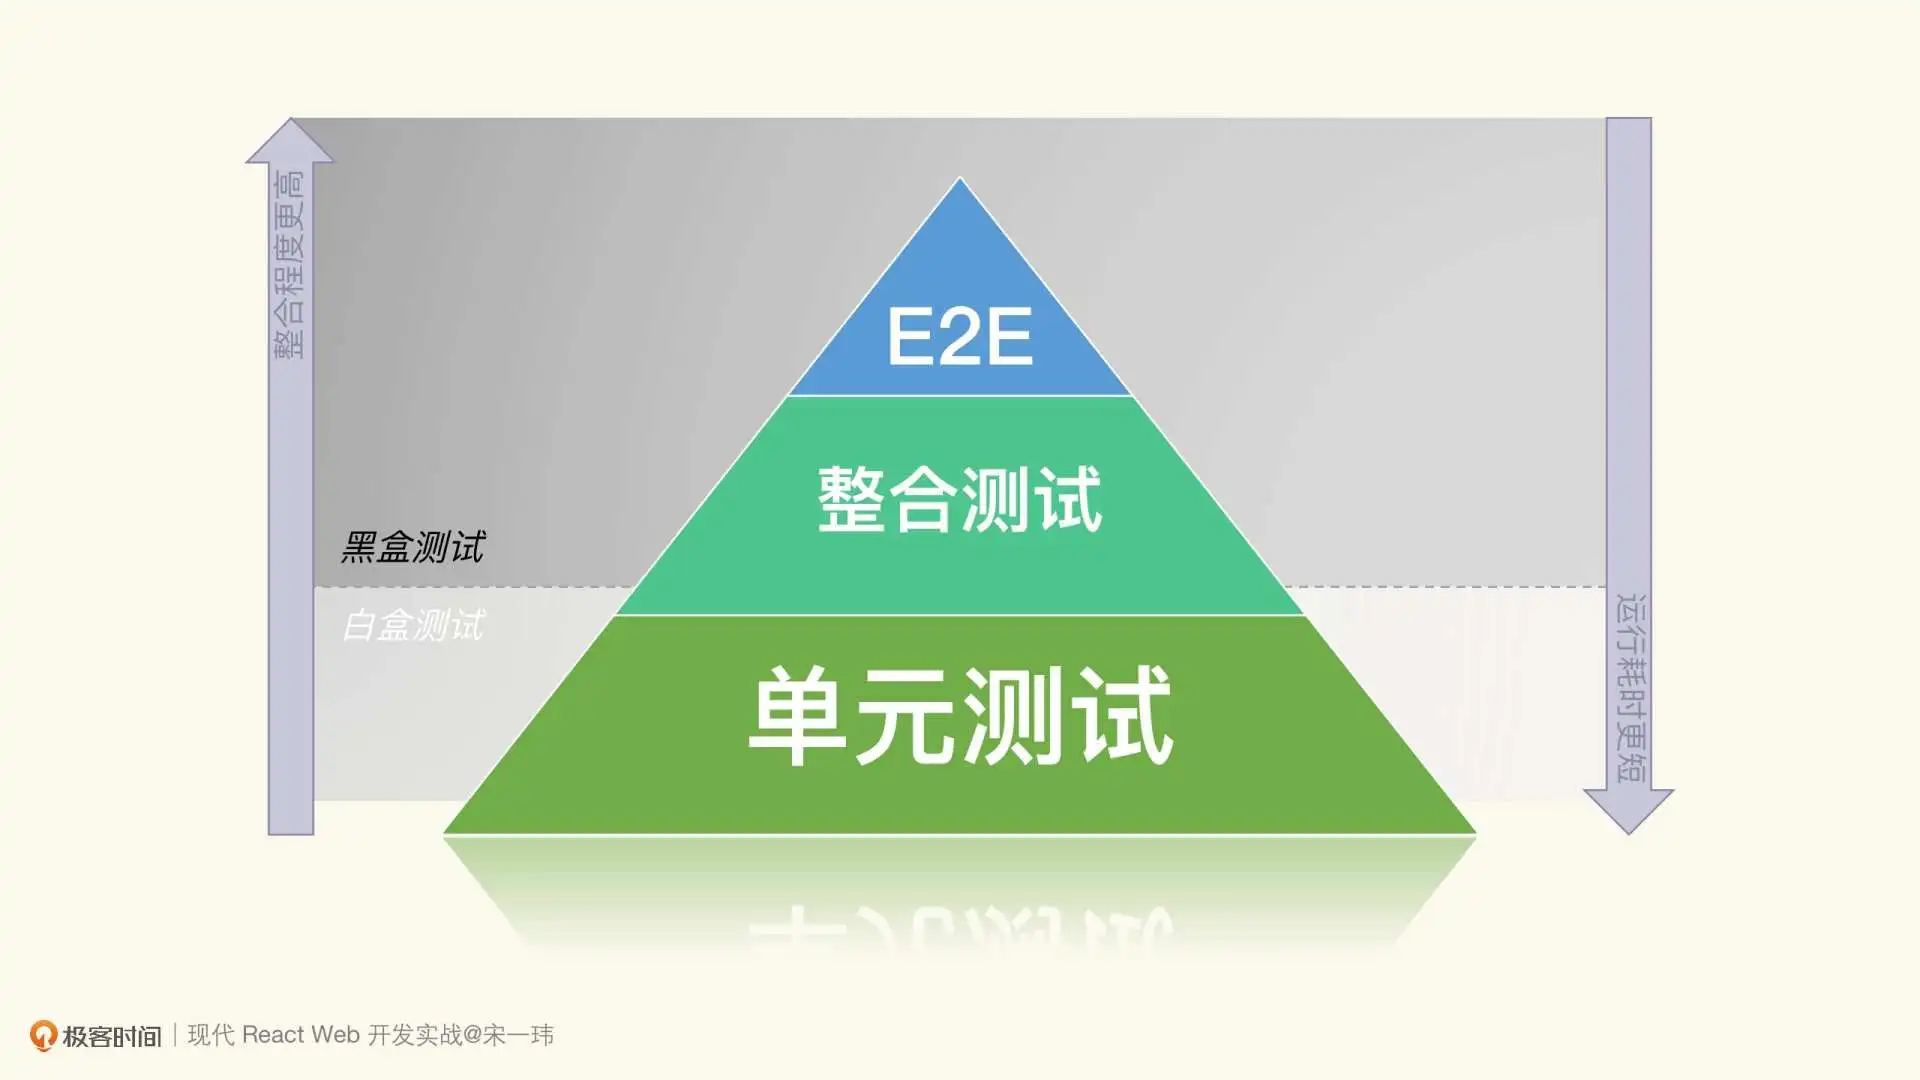 整合程度更高
E2E
整合测试
黑盒测试
白盒测试
单元测试
运行耗时更短
极客时间 | 现代 React Web 开发实战@宋一玮